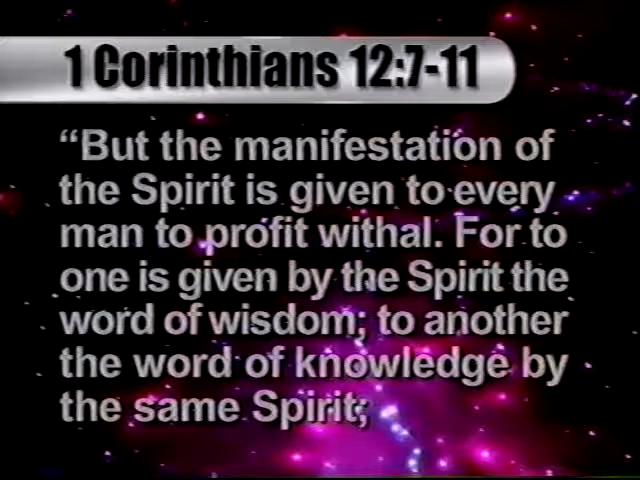 1 Corinthians 12:7-11
“But the manifestation of
the Spirit is given to every
man to profit withal. For to
one is given by the Spirit the
word of wisdom; to another
the word of knowledge by
the same Spirit;